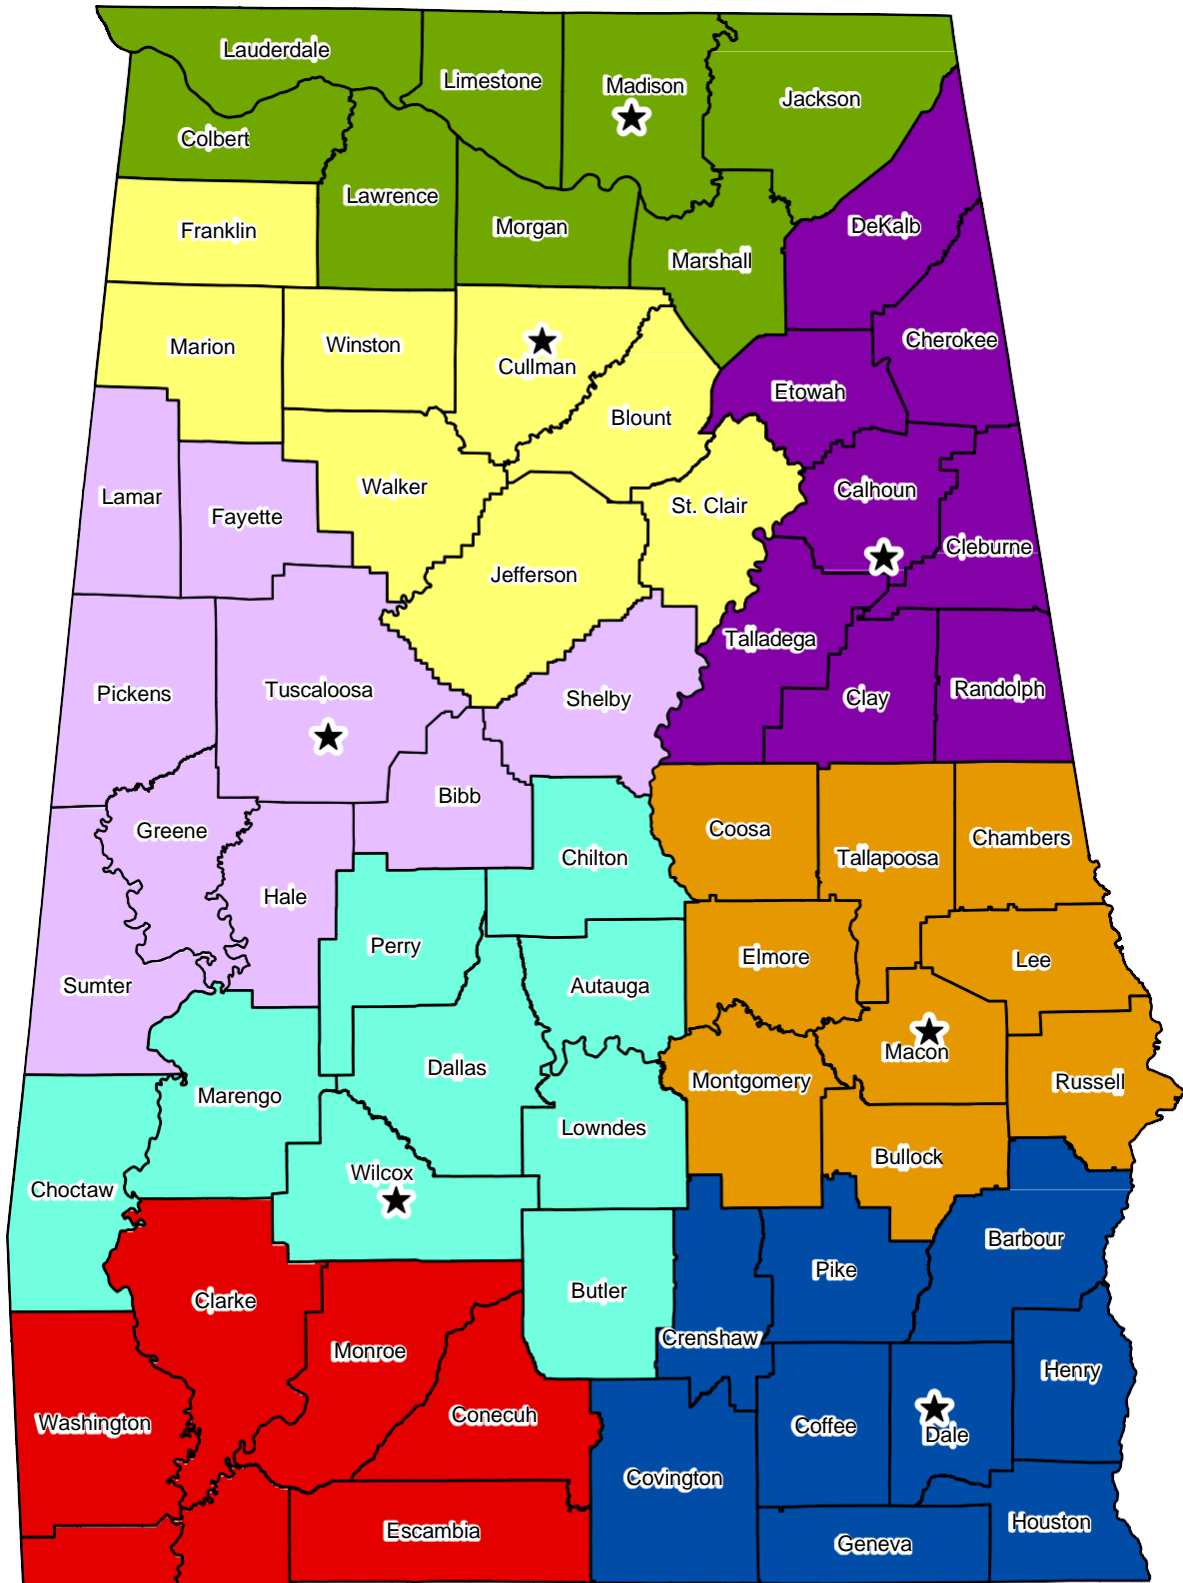 Lauderdale
Limestone
Madison
Jackson
Colbert
Lawrence
Franklin
Morgan
DeKalb
Marshall
Marion
Winston
Cullman
Cherokee
Etowah
Blount
Lamar
Fayette
Walker
St. Clair
Calhoun
Cleburne
Jefferson
Talladega
Pickens
Tuscaloosa
Shelby
Clay
Randolph
Bibb
Greene
Coosa
Chambers
Chilton
Tallapoosa
Hale
Perry
Elmore
Lee
Sumter
Autauga
Macon
Marengo
Dallas
Montgomery
Russell
Lowndes
Bullock
Choctaw
Wilcox
Barbour
Clarke
Butler
Pike
Monroe
Crenshaw
Henry
Washington
Conecuh
Coffee
Dale
Covington
Escambia
Geneva
Houston